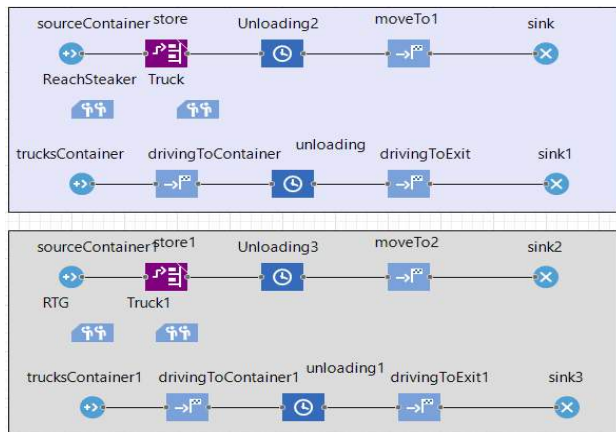 sourceContainer store Unloading2 moveTo1 sink
ReachSteaker Truck
trucksContainer drivingToContainer unloading drivingToExit sink1
sourceContainer1 store1 Unloading3 moveTo2 sink2
RTG Truck1
trucksContainer1 drivingToContainer1 unloading1 drivingToExit1 sink3